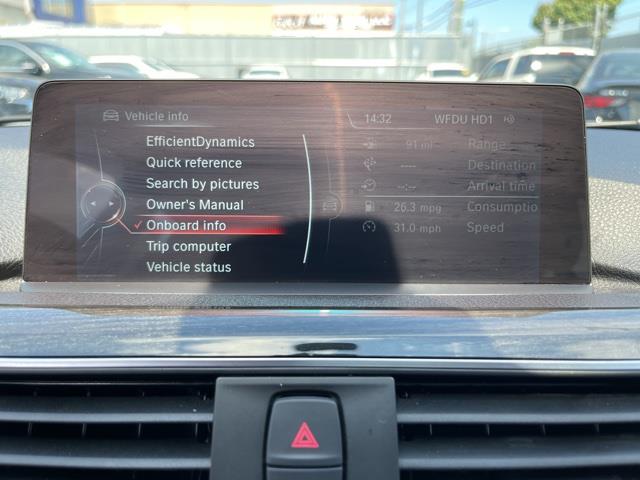 Vehicle info
14:32 WFDU HD1
EfficientDynamics
Quick reference
Search by pictures
Owner's Manual
Onboard info
Trip computer
Vehicle status
91 mi Range
--:-- Destination
--:-- Arrival time
26.3 mpg Consumptio
31.0 mph Speed